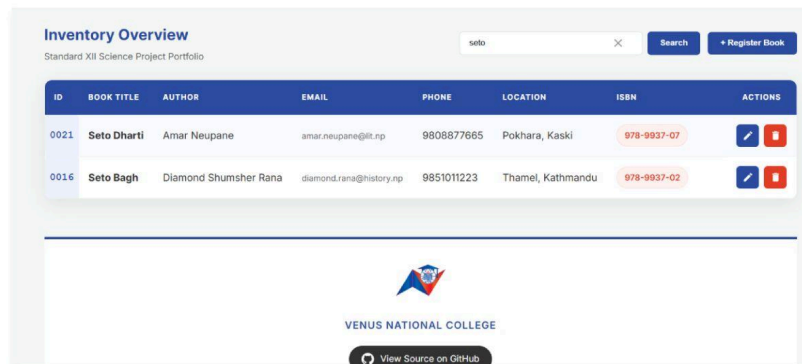 Inventory Overview
Standard XII Science Project Portfolio
seto
Search
+ Register Book
ID BOOK TITLE AUTHOR EMAIL PHONE LOCATION ISBN ACTIONS
0021 Seto Dharti Amar Neupane amar.neupane@lit.np 9808877665 Pokhara, Kaski 978-9937-07
0016 Seto Bagh Diamond Shumsher Rana diamond.rana@history.np 9851011223 Thamel, Kathmandu 978-9937-02
VENUS NATIONAL COLLEGE
View Source on GitHub